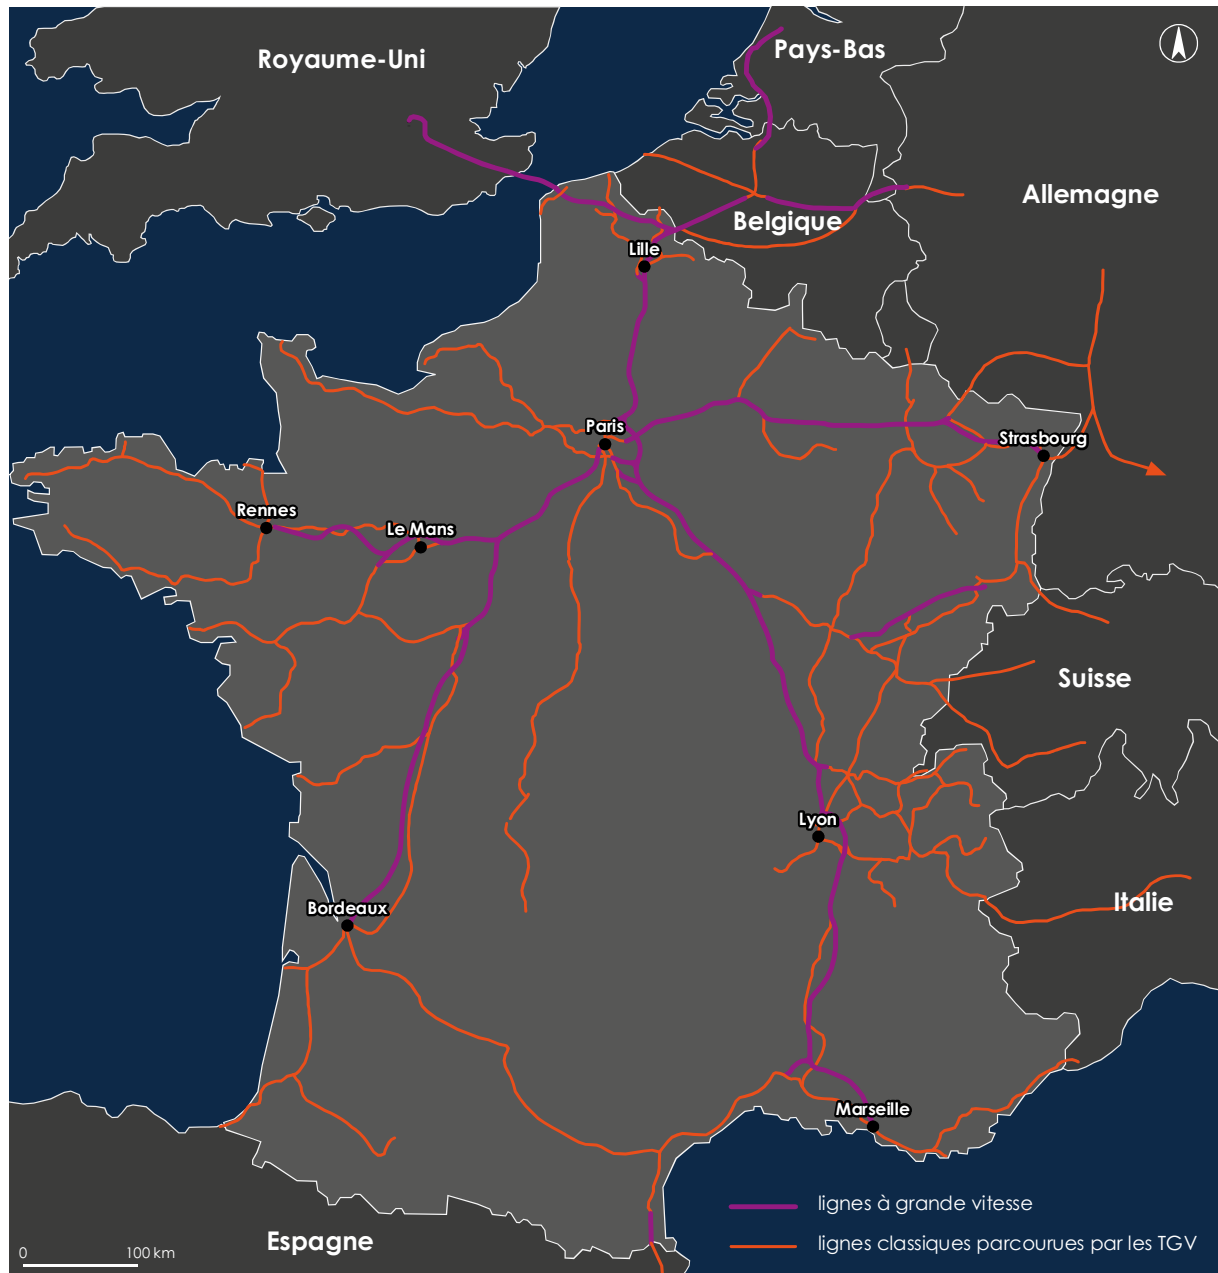 Royaume-Uni
Pays-Bas
Allemagne
Belgique
Lille
Paris
Strasbourg
Rennes
Le Mans
Suisse
Lyon
Bordeaux
Italie
Marseille
lignes à grande vitesse
lignes classiques parcourues par les TGV
Espagne
0 100 km